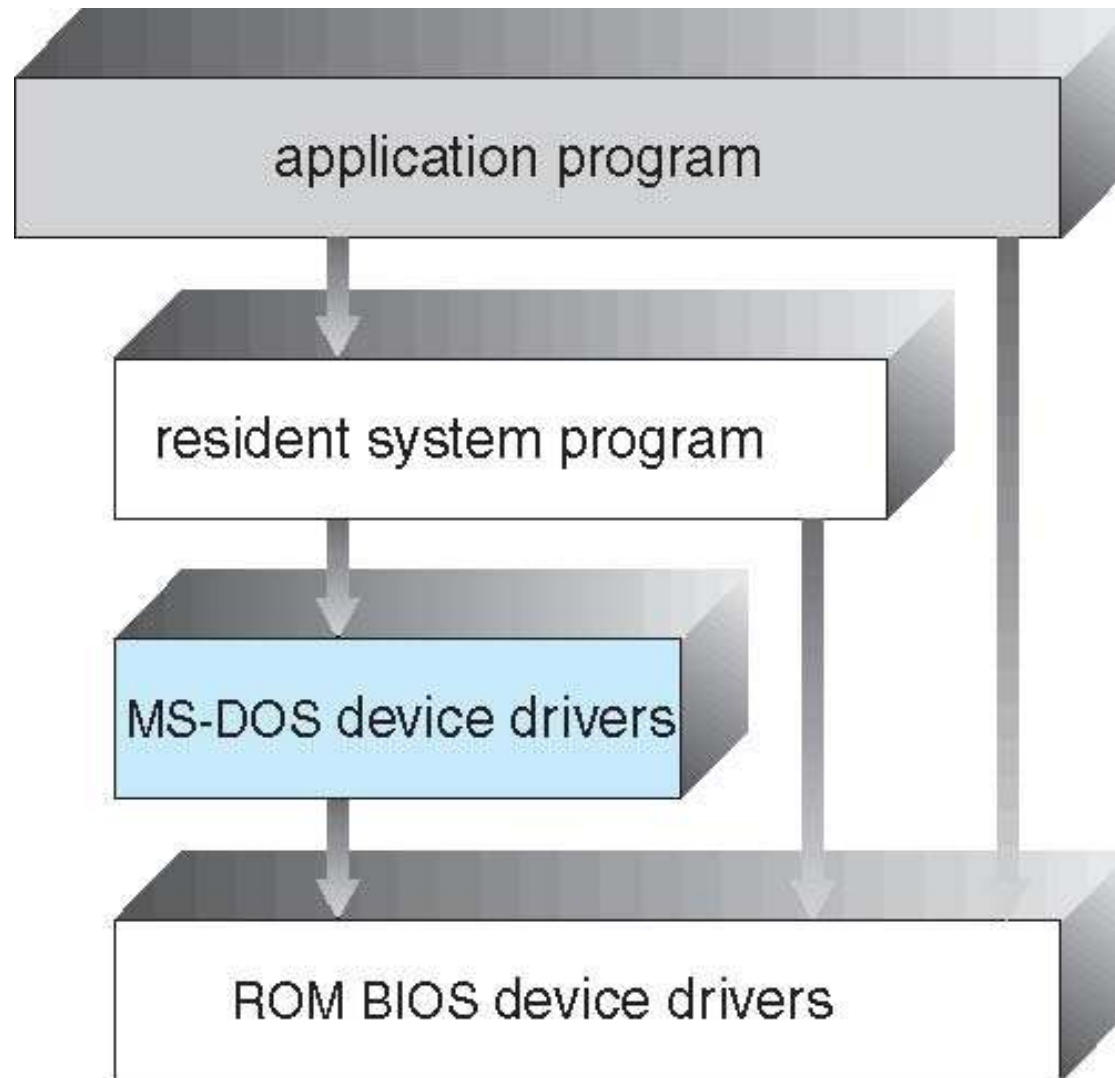 application program
resident system program
MS-DOS device drivers
ROM BIOS device drivers